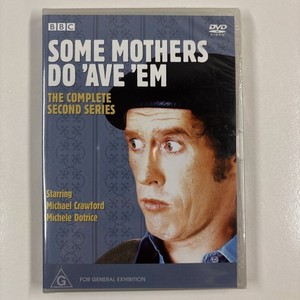 BBC
DVD
VIDEO
SOME MOTHERS
DO 'AVE 'EM
THE COMPLETE
SECOND SERIES
Starring
Michael Crawford
Michele Dotrice
G
FOR GENERAL EXHIBITION